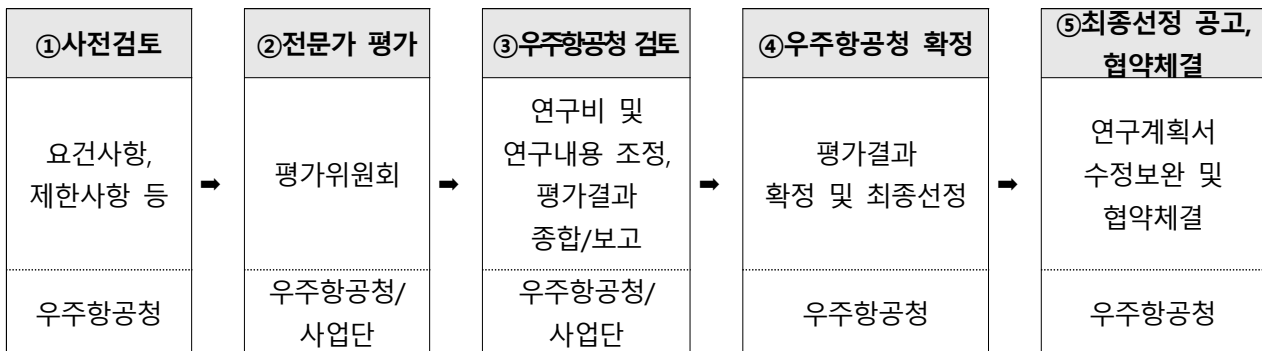 ①사전검토
요건사항,
제한사항 등
우주항공청
➡
②전문가 평가
평가위원회
우주항공청/
사업단
➡
③우주항공청 검토
연구비 및
연구내용 조정,
평가결과
종합/보고
우주항공청/
사업단
➡
④우주항공청 확정
평가결과
확정 및 최종선정
우주항공청
➡
⑤최종선정 공고,
협약체결
연구계획서
수정보완 및
협약체결
우주항공청